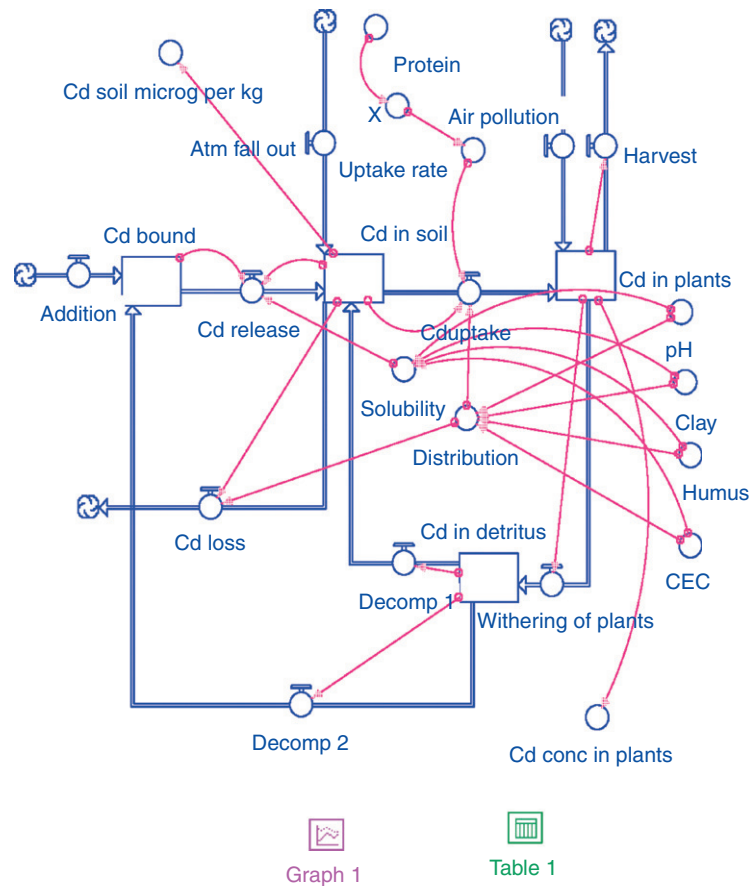 Protein
Cd soil microg per kg
X
Air pollution
Atm fall out
Uptake rate
Harvest
Cd bound
Cd in soil
Cd in plants
Addition
Cd release
Cduptake
pH
Solubility
Clay
Distribution
Humus
Cd loss
Cd in detritus
CEC
Decomp 1
Withering of plants
Decomp 2
Cd conc in plants
Graph 1
Table 1